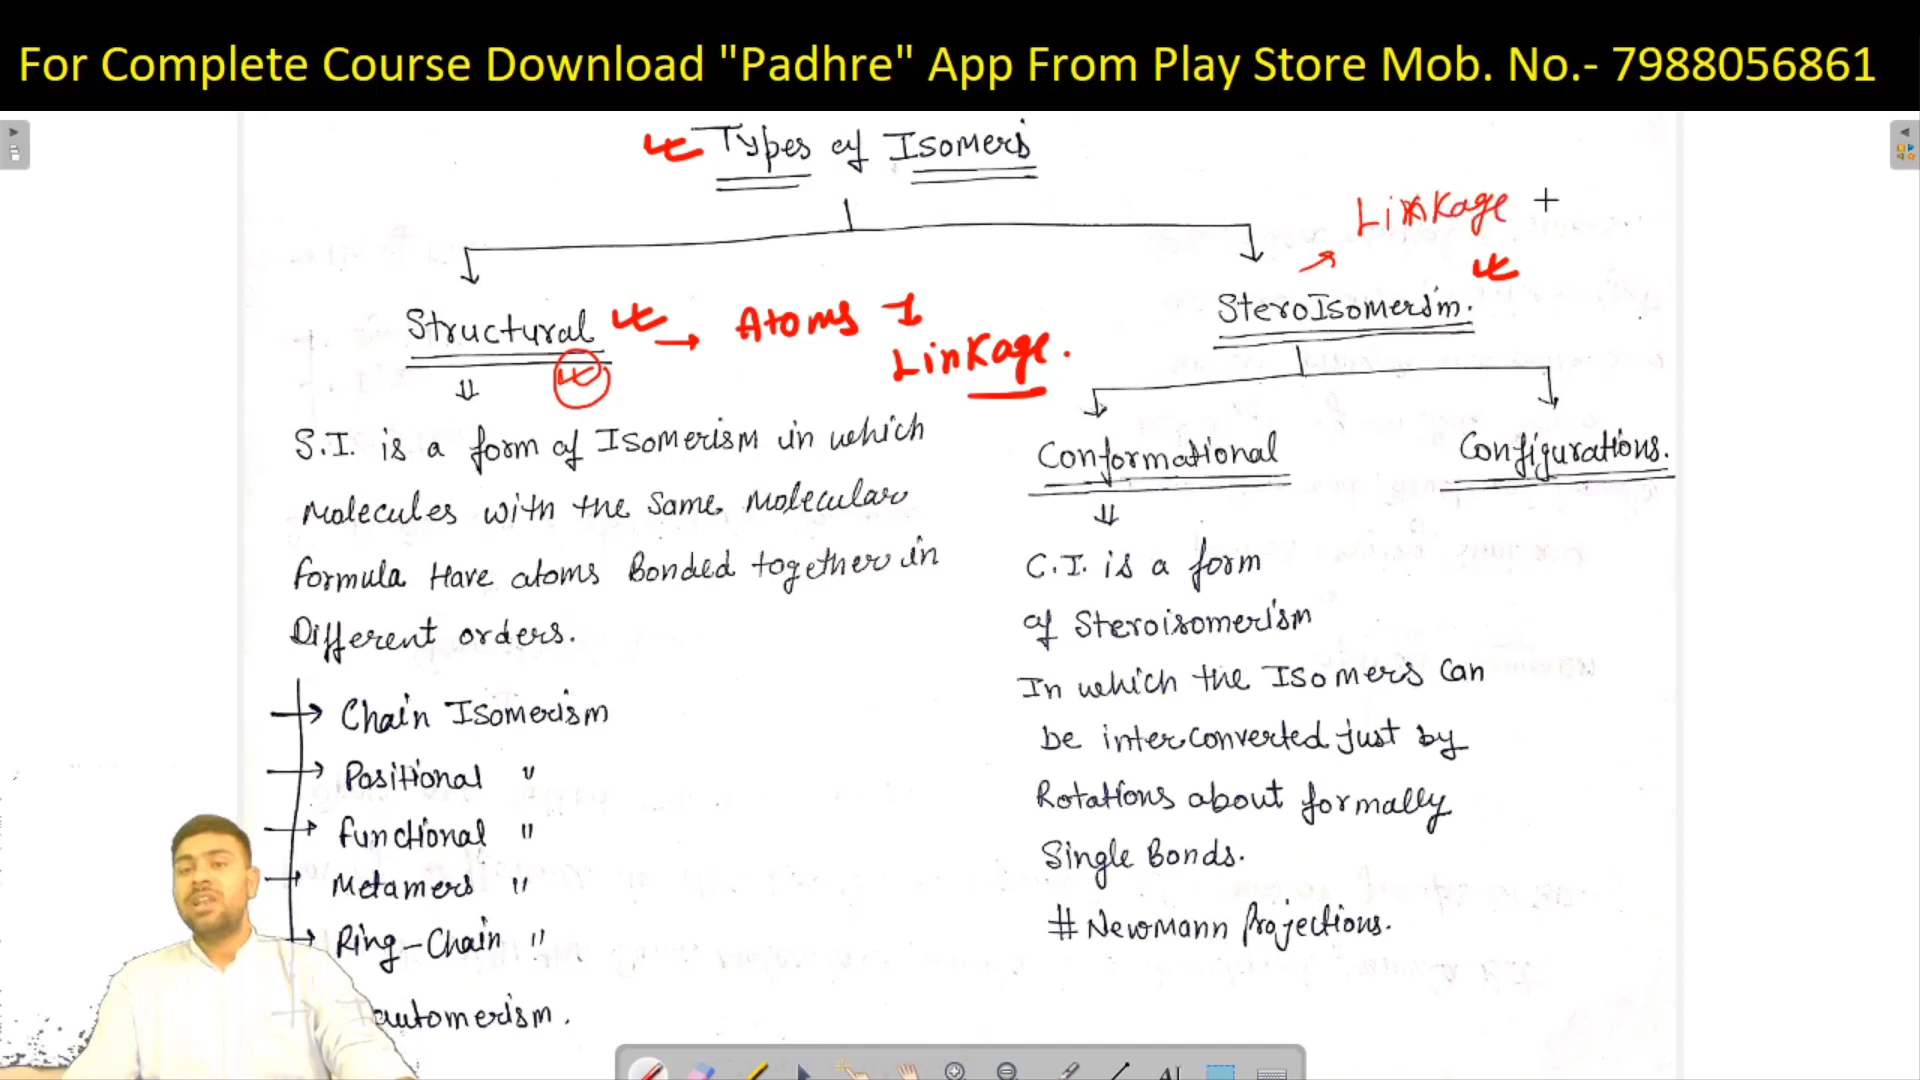 For Complete Course Download "Padhre" App From Play Store Mob. No.- 7988056861
Types of Isomers
Linkage +
Structural → Atoms I
Linkage.
SteroIsomerism.
Conformational
Configurations.
S.I. is a form of Isomerism in which
Molecules with the same Molecular
formula Have atoms Bonded together in
Different orders.
Chain Isomerism
Positional "
functional "
Metamers "
Ring-Chain "
Tautomerism.
C.I. is a form
of Steroisomerism
In which the Isomers can
be interconverted just by
Rotations about formally
Single Bonds.
# Newmann Projections.